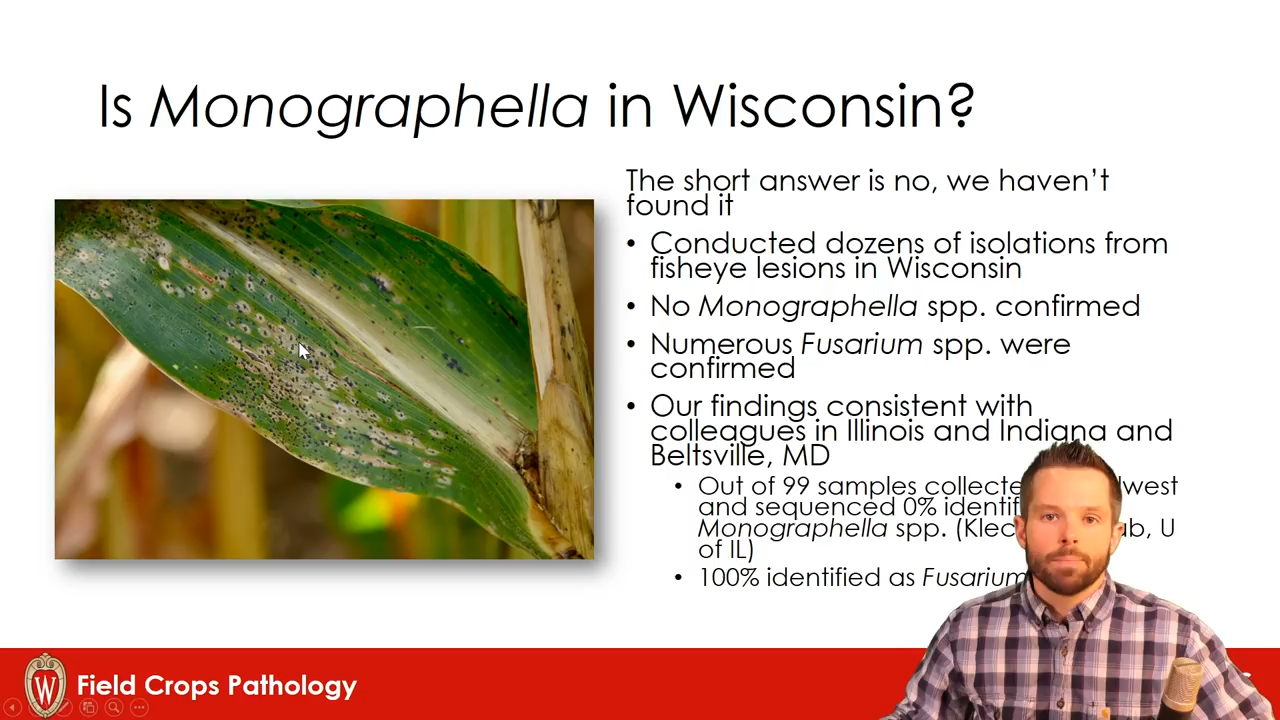 Is Monographella in Wisconsin?
The short answer is no, we haven't
found it
• Conducted dozens of isolations from
fisheye lesions in Wisconsin
• No Monographella spp. confirmed
• Numerous Fusarium spp. were
confirmed
• Our findings consistent with
colleagues in Illinois and Indiana and
Beltsville, MD
• Out of 99 samples
and sequenced 0%
Monographella spp. U
of IL)
• 100% identified as Fusarium
W Field Crops Pathology